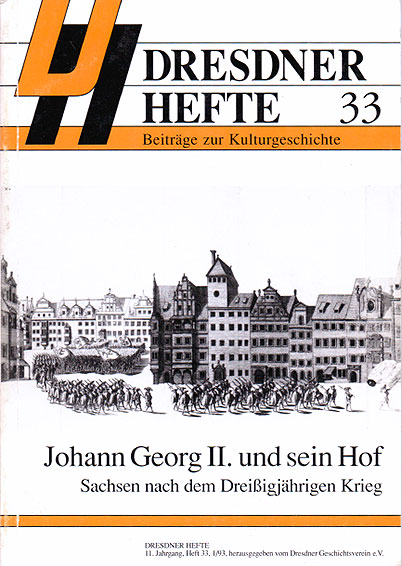 DRESDNER
HEFTE 33
Beiträge zur Kulturgeschichte
Johann Georg II. und sein Hof
Sachsen nach dem Dreißigjährigen Krieg
DRESDNER HEFTE
11. Jahrgang, Heft 33, 1/93, herausgegeben vom Dresdner Geschichtsverein e.V.